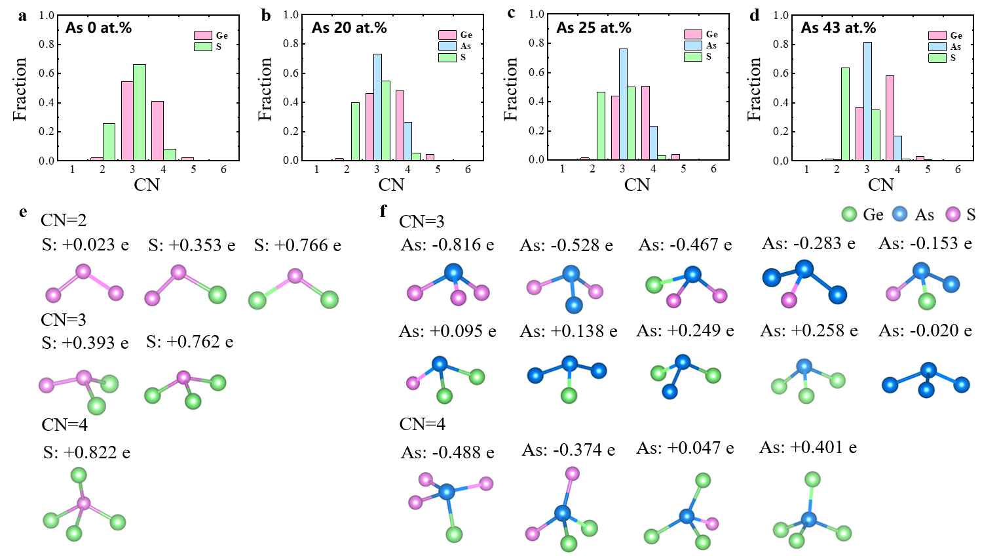 a
As 0 at.%
Ge
S
1.0
0.8
0.6
0.4
0.2
0.0
Fraction
1 2 3 4 5 6
CN
b
As 20 at.%
Ge
As
S
1.0
0.8
0.6
0.4
0.2
0.0
Fraction
1 2 3 4 5 6
CN
c
As 25 at.%
Ge
As
S
1.0
0.8
0.6
0.4
0.2
0.0
Fraction
1 2 3 4 5 6
CN
d
As 43 at.%
Ge
As
S
1.0
0.8
0.6
0.4
0.2
0.0
Fraction
1 2 3 4 5 6
CN
e
CN=2
S: +0.023 e S: +0.353 e S: +0.766 e
CN=3
S: +0.393 e S: +0.762 e
CN=4
S: +0.822 e
f
Ge As S
CN=3
As: -0.816 e As: -0.528 e As: -0.467 e As: -0.283 e As: -0.153 e
As: +0.095 e As: +0.138 e As: +0.249 e As: +0.258 e As: -0.020 e
CN=4
As: -0.488 e As: -0.374 e As: +0.047 e As: +0.401 e